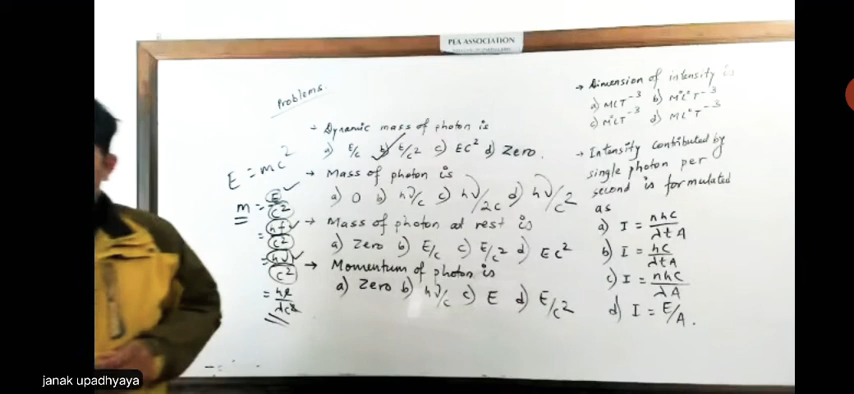 PEA ASSOCIATION
Problems
→ Dynamic mass of photon is
a) E/c b) E/c² c) EC² d) Zero.
→ Mass of photon is
a) 0 b) hν/c c) hν/2c d) hν/c²
→ Mass of photon at rest is
a) Zero b) E/c c) E/c² d) EC²
→ Momentum of photon is
a) Zero b) hν/c c) E d) E/c²
E = mc²
m = E/c²
= hf/c²
= hν/c²
= hc/λc²
→ Dimension of intensity is
a) MLT⁻³ b) M⁰L⁰T⁻³
c) M⁰LT⁻³ d) ML⁰T⁻³
→ Intensity contributed by
single photon per
second is formulated
as
a) I = nhc/λtA
b) I = hc/λtA
c) I = nhc/λA
d) I = E/A.
janak upadhyaya